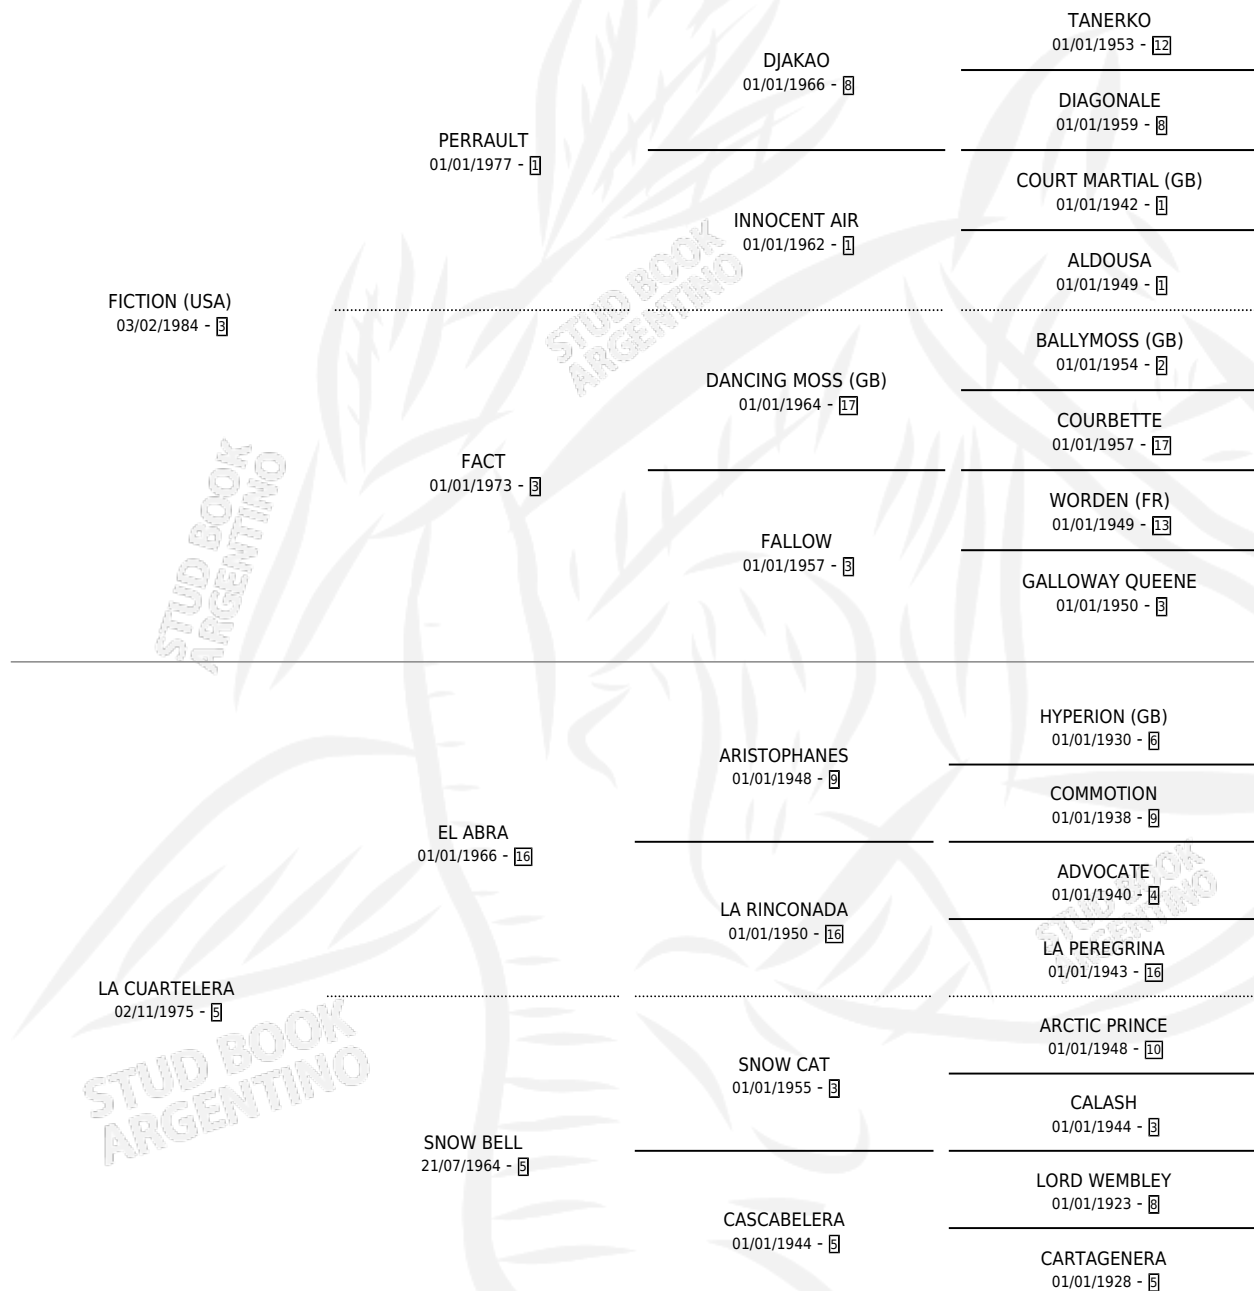 TANERKO
01/01/1953 - 12
DJAKAO
01/01/1966 - 8
DIAGONALE
01/01/1959 - 8
PERRAULT
01/01/1977 - 1
COURT MARTIAL (GB)
01/01/1942 - 1
INNOCENT AIR
01/01/1962 - 1
ALDOUSA
01/01/1949 - 1
FICTION (USA)
03/02/1984 - 3
STUD BOOK
ARGENTINO
BALLYMOSS (GB)
01/01/1954 - 2
DANCING MOSS (GB)
01/01/1964 - 17
COURBETTE
01/01/1957 - 17
FACT
01/01/1973 - 3
WORDEN (FR)
01/01/1949 - 13
FALLOW
01/01/1957 - 3
GALLOWAY QUEENE
01/01/1950 - 3
STUD BOOK
ARGENTINO
HYPERION (GB)
01/01/1930 - 6
ARISTOPHANES
01/01/1948 - 9
COMMOTION
01/01/1938 - 9
EL ABRA
01/01/1966 - 16
ADVOCATE
01/01/1940 - 4
LA RINCONADA
01/01/1950 - 16
STUD BOOK
ARGENTINO
LA PEREGRINA
01/01/1943 - 16
LA CUARTELERA
02/11/1975 - 5
ARCTIC PRINCE
01/01/1948 - 10
SNOW CAT
01/01/1955 - 3
STUD BOOK
ARGENTINO
CALASH
01/01/1944 - 3
SNOW BELL
21/07/1964 - 5
LORD WEMBLEY
01/01/1923 - 8
CASCABELERA
01/01/1944 - 5
CARTAGENERA
01/01/1928 - 5